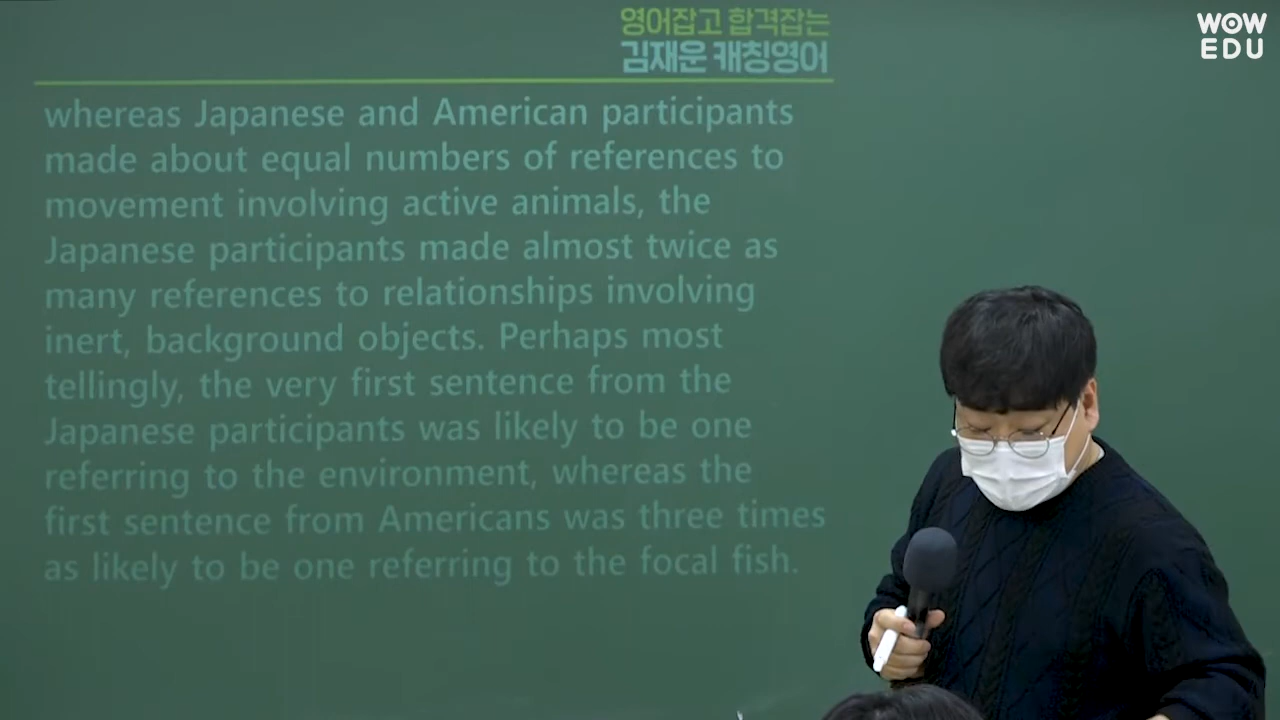 영어잡고 합격잡는
김재운 캐칭영어
WOW
EDU
whereas Japanese and American participants
made about equal numbers of references to
movement involving active animals, the
Japanese participants made almost twice as
many references to relationships involving
inert, background objects. Perhaps most
tellingly, the very first sentence from the
Japanese participants was likely to be one
referring to the environment, whereas the
first sentence from Americans was three times
as likely to be one referring to the focal fish.